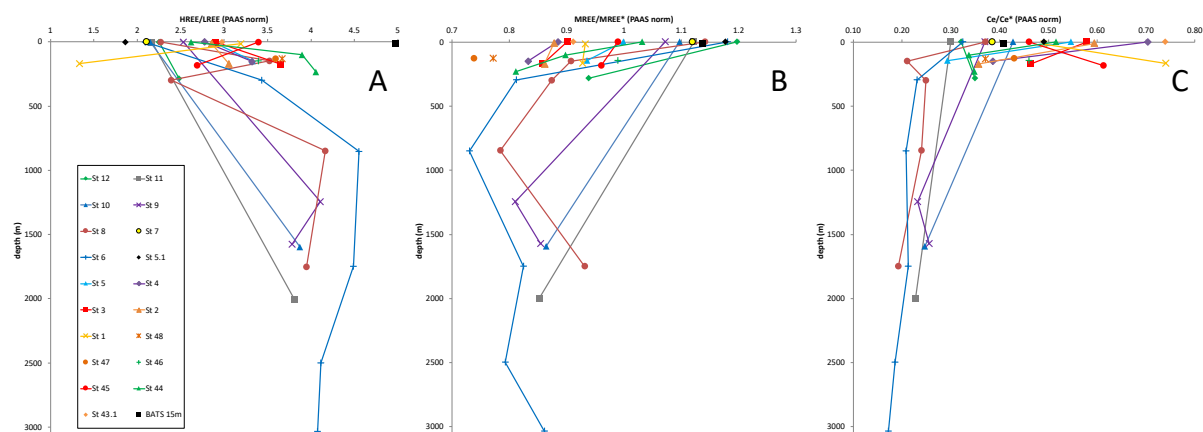 HREE/LREE (PAAS norm)
1.0 1.5 2.0 2.5 3.0 3.5 4.0 4.5 5.0
0
500
1000
1500
2000
2500
3000
depth (m)
A
St 12 St 11
St 10 St 9
St 8 St 7
St 6 St 5.1
St 5 St 4
St 3 St 2
St 1 St 48
St 47 St 46
St 45 St 44
St 43.1 BATS 15m
MREE/MREE* (PAAS norm)
0.7 0.8 0.9 1.0 1.1 1.2 1.3
0
500
1000
1500
2000
2500
3000
depth (m)
B
Ce/Ce* (PAAS norm)
0.10 0.20 0.30 0.40 0.50 0.60 0.70 0.80
0
500
1000
1500
2000
2500
3000
depth (m)
C